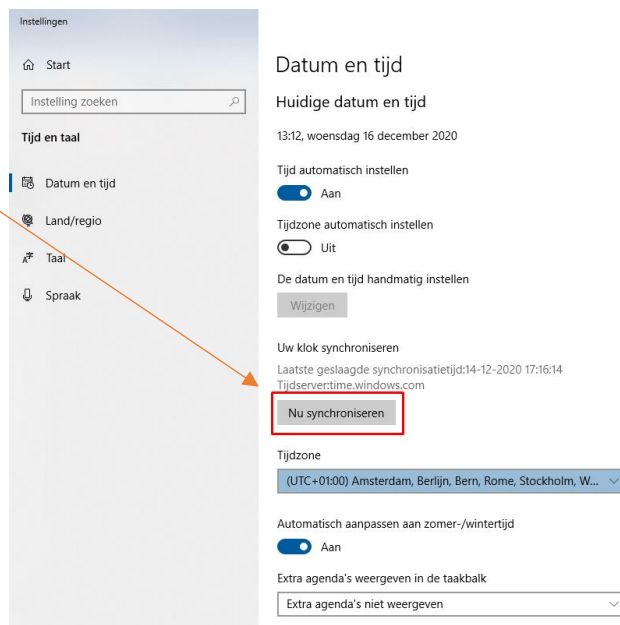 Instellingen
Start
Instelling zoeken
Tijd en taal
Datum en tijd
Land/regio
Taal
Spraak
Datum en tijd
Huidige datum en tijd
13:12, woensdag 16 december 2020
Tijd automatisch instellen
Aan
Tijdzone automatisch instellen
Uit
De datum en tijd handmatig instellen
Wijzigen
Uw klok synchroniseren
Laatste geslaagde synchronisatietijd:14-12-2020 17:16:14
Tijdserver:time.windows.com
Nu synchroniseren
Tijdzone
(UTC+01:00) Amsterdam, Berlijn, Bern, Rome, Stockholm, W...
Automatisch aanpassen aan zomer-/wintertijd
Aan
Extra agenda's weergeven in de taakbalk
Extra agenda's niet weergeven